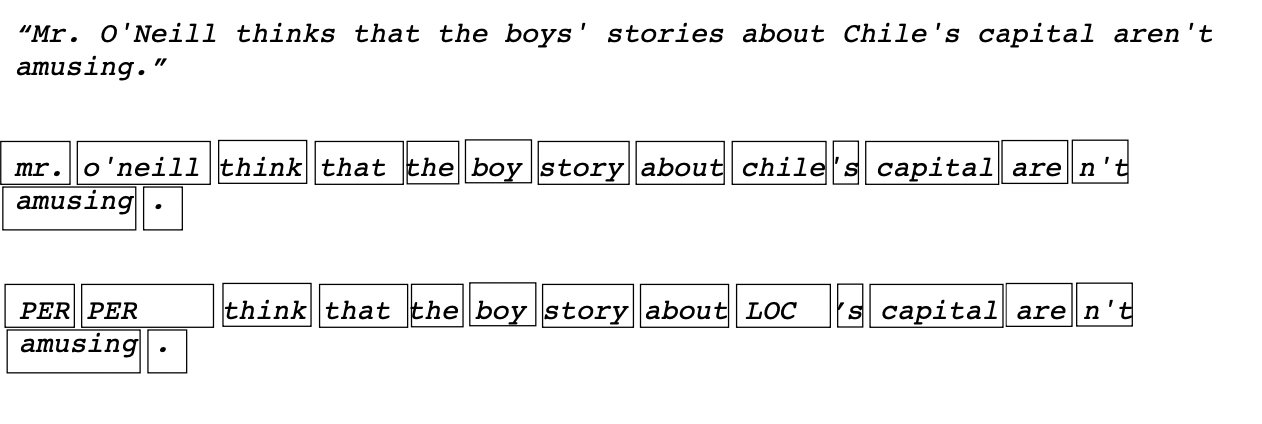 “Mr. O'Neill thinks that the boys' stories about Chile's capital aren't
amusing.”
mr. o'neill think that the boy story about chile 's capital are n't
amusing .
PER PER think that the boy story about LOC ’s capital are n't
amusing .